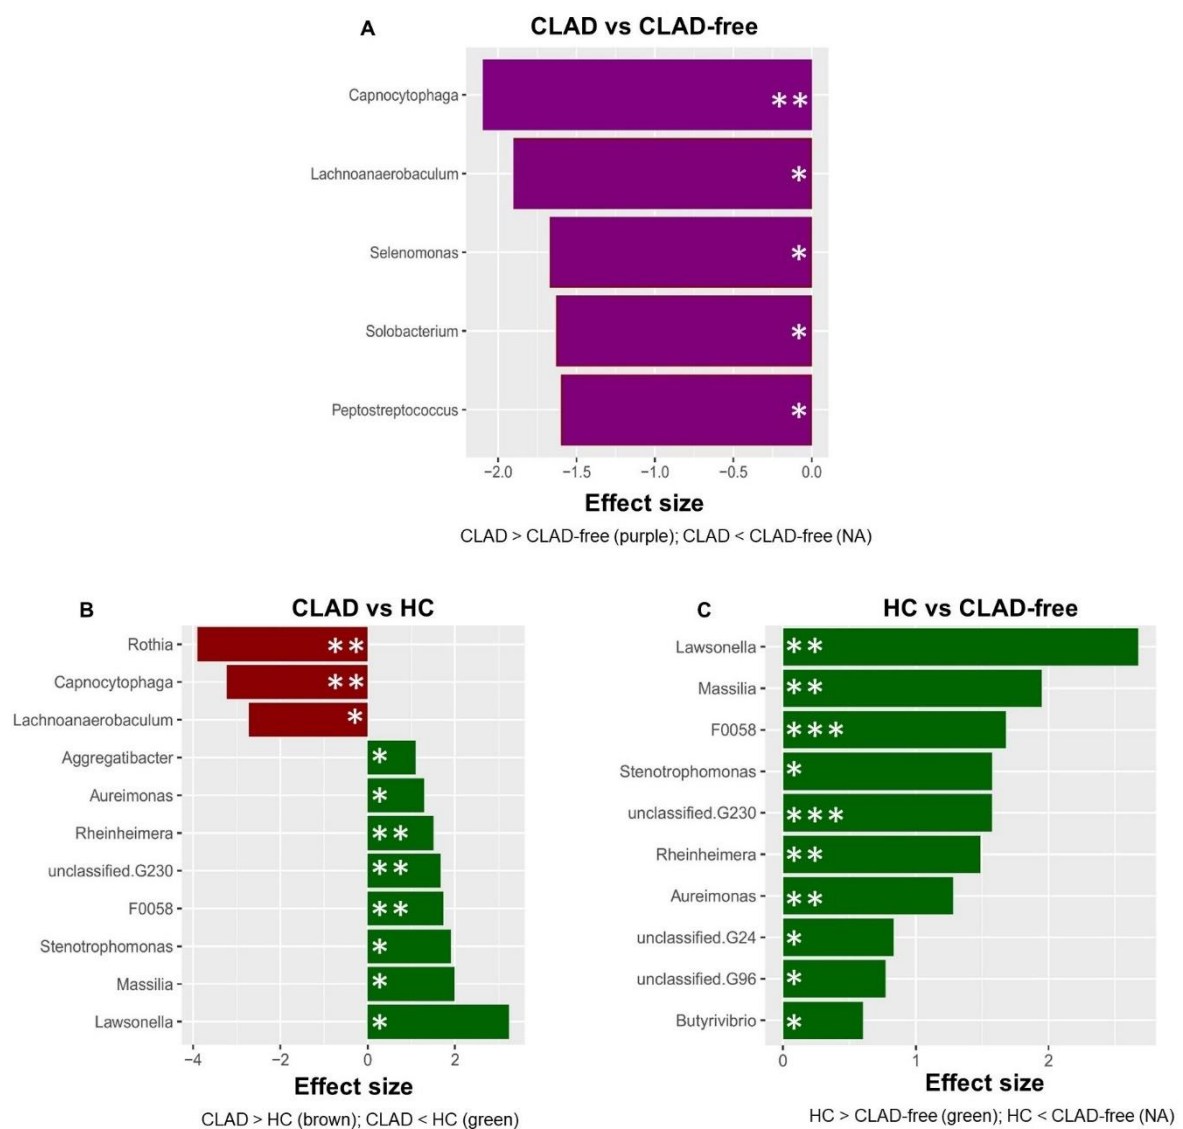 A
CLAD vs CLAD-free
Capnocytophaga
**
Lachnoanaerobaculum
*
Selenomonas
*
Solobacterium
*
Peptostreptococcus
*
−2.0 −1.5 −1.0 −0.5 0.0
Effect size
CLAD > CLAD-free (purple); CLAD < CLAD-free (NA)
B
CLAD vs HC
Rothia
**
Capnocytophaga
**
Lachnoanaerobaculum
*
Aggregatibacter
*
Aureimonas
*
Rheinheimera
**
unclassified.G230
**
F0058
**
Stenotrophomonas
*
Massilia
*
Lawsonella
*
−4 −2 0 2
Effect size
CLAD > HC (brown); CLAD < HC (green)
C
HC vs CLAD-free
Lawsonella
**
Massilia
**
F0058
***
Stenotrophomonas
*
unclassified.G230
***
Rheinheimera
**
Aureimonas
**
unclassified.G24
*
unclassified.G96
*
Butyrivibrio
*
0 1 2
Effect size
HC > CLAD-free (green); HC < CLAD-free (NA)